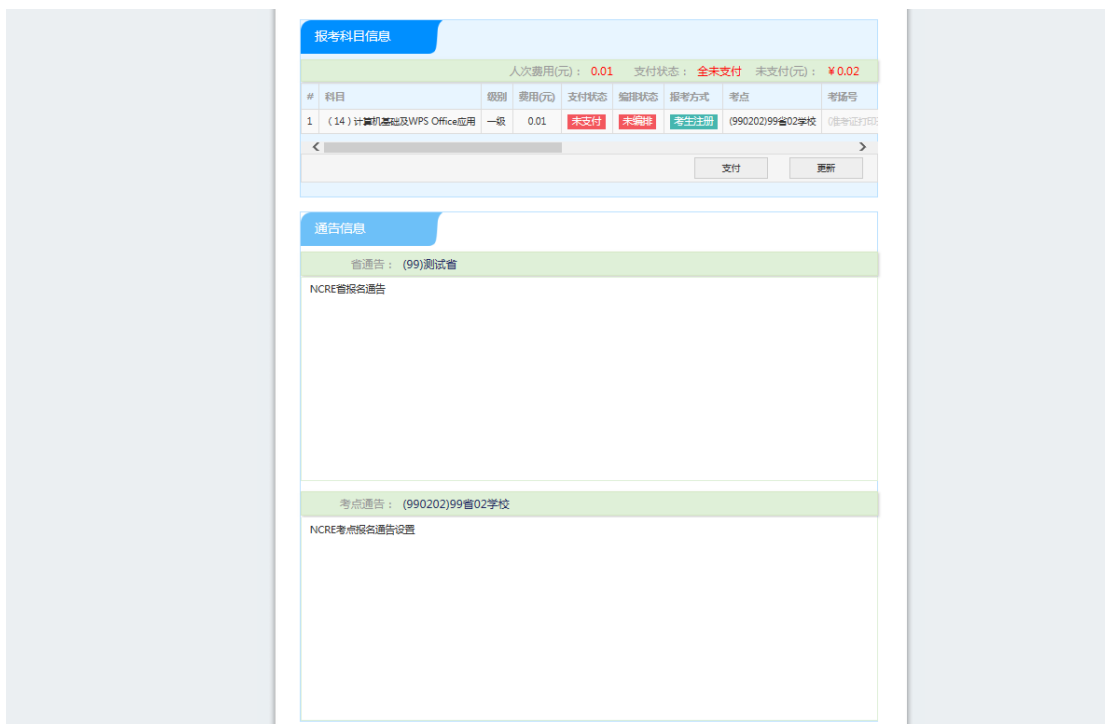 报考科目信息
人次费用(元)： 0.01 支付状态： 全未支付 未支付(元)： ￥0.02
# 科目 级别 费用(元) 支付状态 编排状态 报考方式 考点 考场号
1 （14）计算机基础及WPS Office应用 一级 0.01 未支付 未编排 考生注册 (990202)99省02学校 (准考证打印
支付 更新
通告信息
省通告： (99)测试省
NCRE省报名通告
考点通告： (990202)99省02学校
NCRE考点报名通告设置